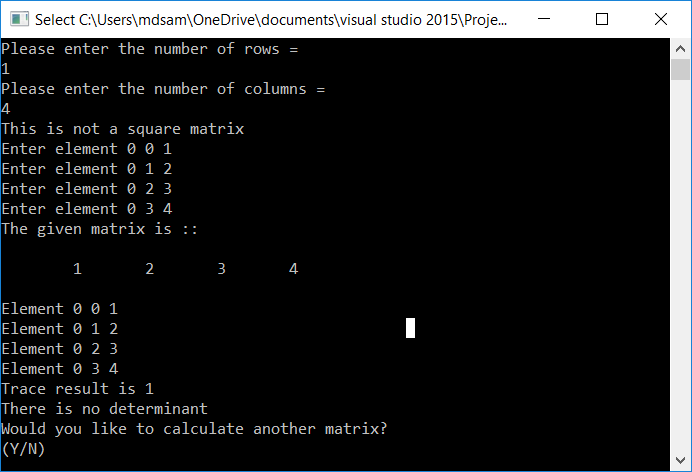 Select C:\Users\mdsam\OneDrive\documents\visual studio 2015\Proje...
Please enter the number of rows =
1
Please enter the number of columns =
4
This is not a square matrix
Enter element 0 0 1
Enter element 0 1 2
Enter element 0 2 3
Enter element 0 3 4
The given matrix is ::
1 2 3 4
Element 0 0 1
Element 0 1 2
Element 0 2 3
Element 0 3 4
Trace result is 1
There is no determinant
Would you like to calculate another matrix?
(Y/N)